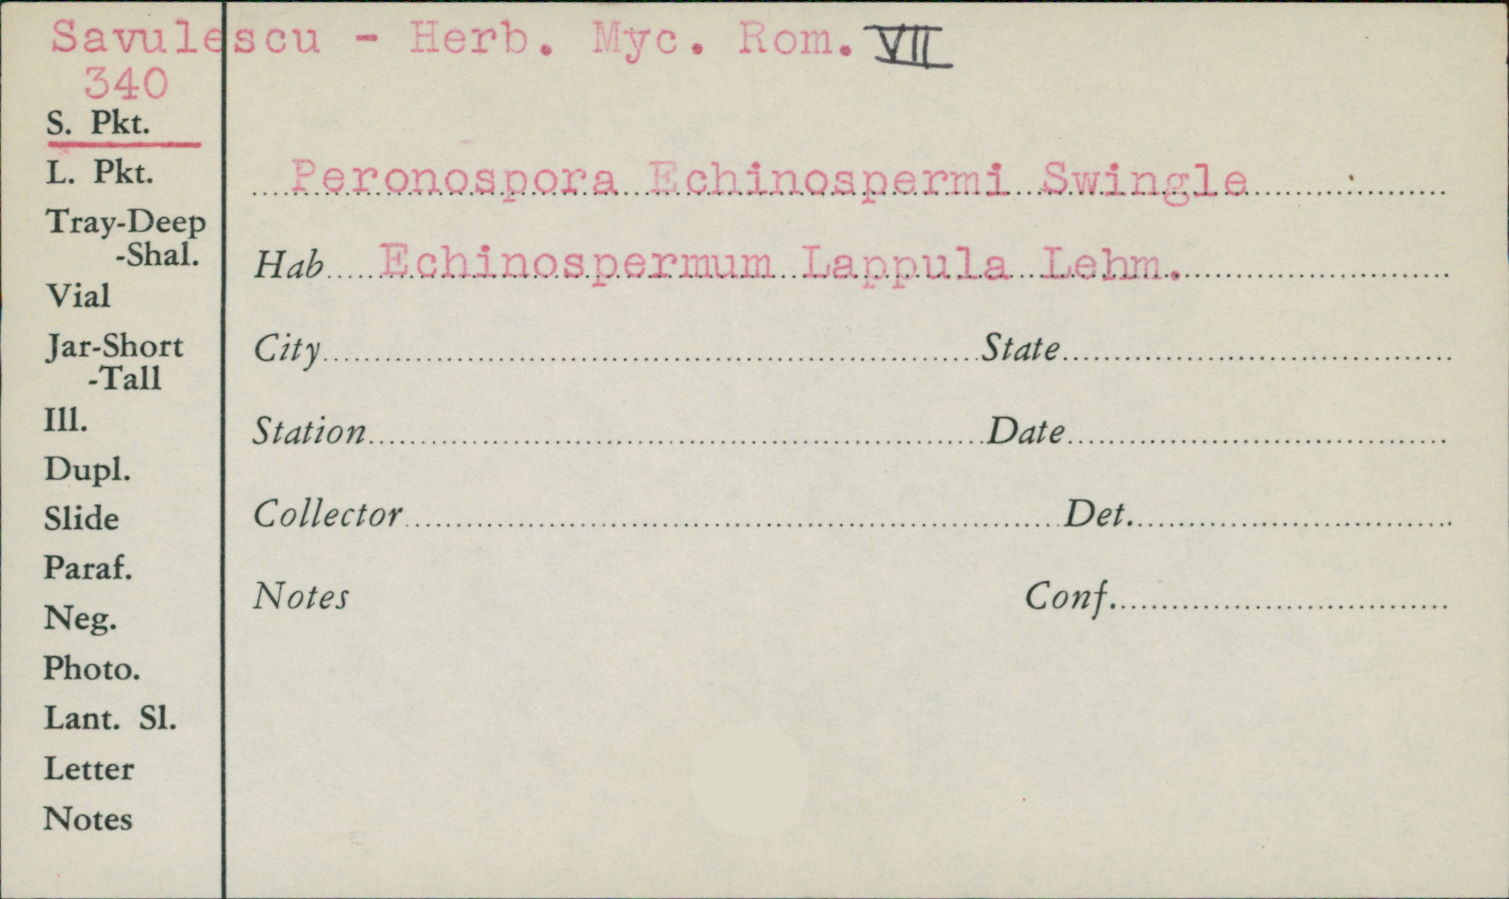 Savulescu - Herb. Myc. Rom. VII
340
S. Pkt.
L. Pkt.
Peronospora Echinospermi Swingle
Tray-Deep
-Shal.
Hab Echinospermum Lappula Lehm.
Vial
Jar-Short
-Tall
City State
Ill.
Station Date
Dupl.
Slide
Collector Det.
Paraf.
Notes Conf.
Neg.
Photo.
Lant. Sl.
Letter
Notes